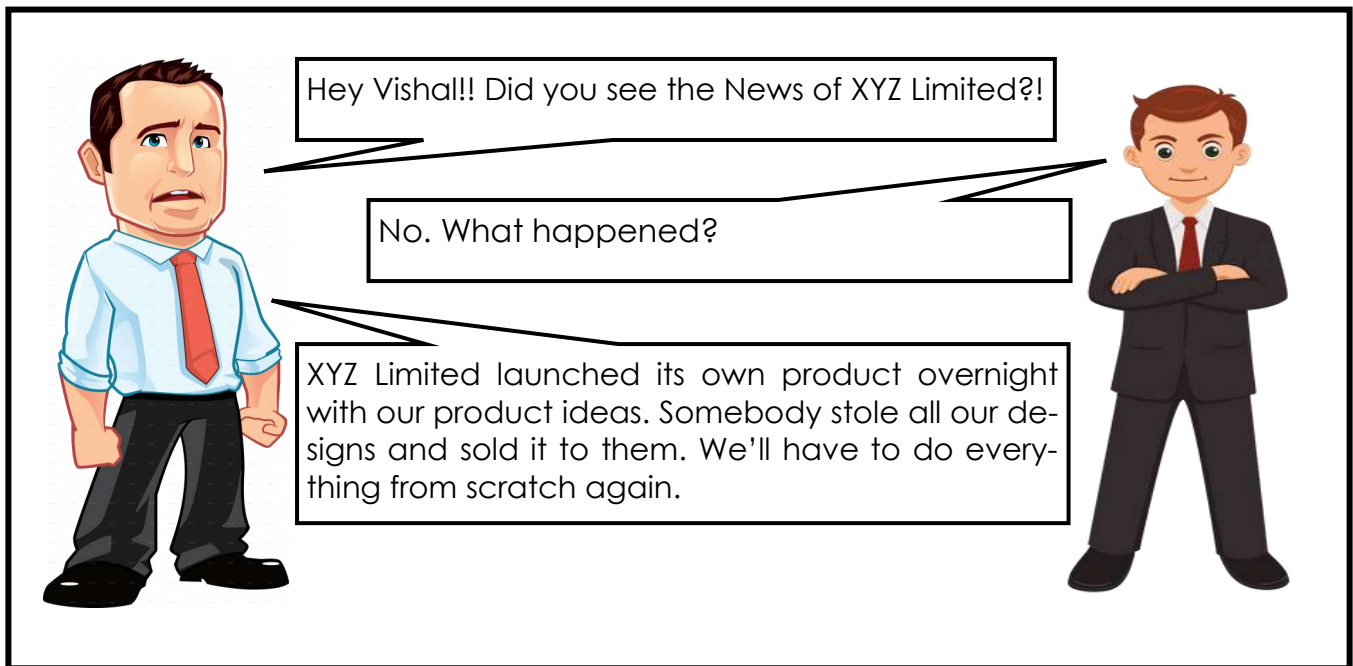 Hey Vishal!! Did you see the News of XYZ Limited?!
No. What happened?
XYZ Limited launched its own product overnight
with our product ideas. Somebody stole all our de-
signs and sold it to them. We'll have to do every-
thing from scratch again.